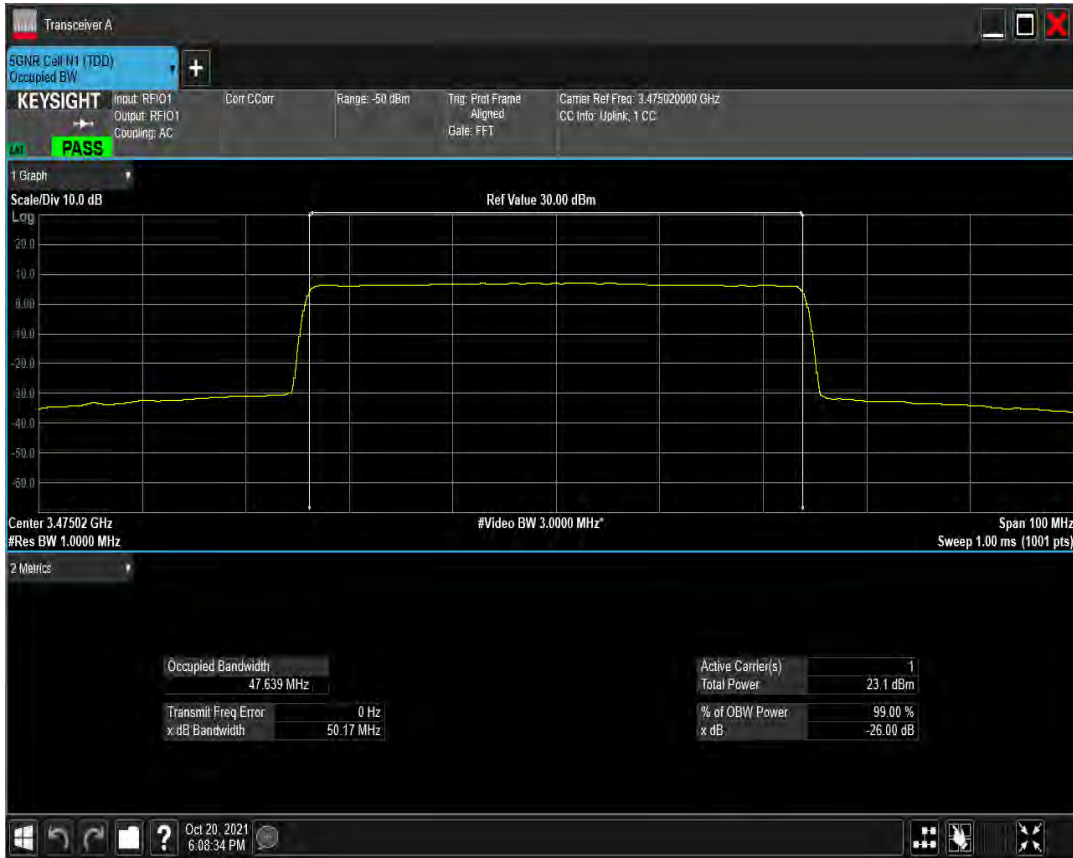 Transceiver A
5GNR Cell N1 (TDD)
Occupied BW
+
KEYSIGHT Input: RFIO1 Corr CCorr Range: -50 dBm Trig: Prot Frame Carrier Ref Freq: 3.475020000 GHz
Output: RFIO1 Aligned CC Info: Uplink, 1 CC
Coupling: AC Gate: FFT
PASS
1 Graph
Scale/Div 10.0 dB Ref Value 30.00 dBm
Log
20.0
10.0
0.00
-10.0
-20.0
-30.0
-40.0
-50.0
-60.0
Center 3.47502 GHz #Video BW 3.0000 MHz* Span 100 MHz
#Res BW 1.0000 MHz Sweep 1.00 ms (1001 pts)
2 Metrics
Occupied Bandwidth Active Carrier(s) 1
47.639 MHz Total Power 23.1 dBm
Transmit Freq Error 0 Hz % of OBW Power 99.00 %
x dB Bandwidth 50.17 MHz x dB -26.00 dB
? Oct 20, 2021
6:08:34 PM